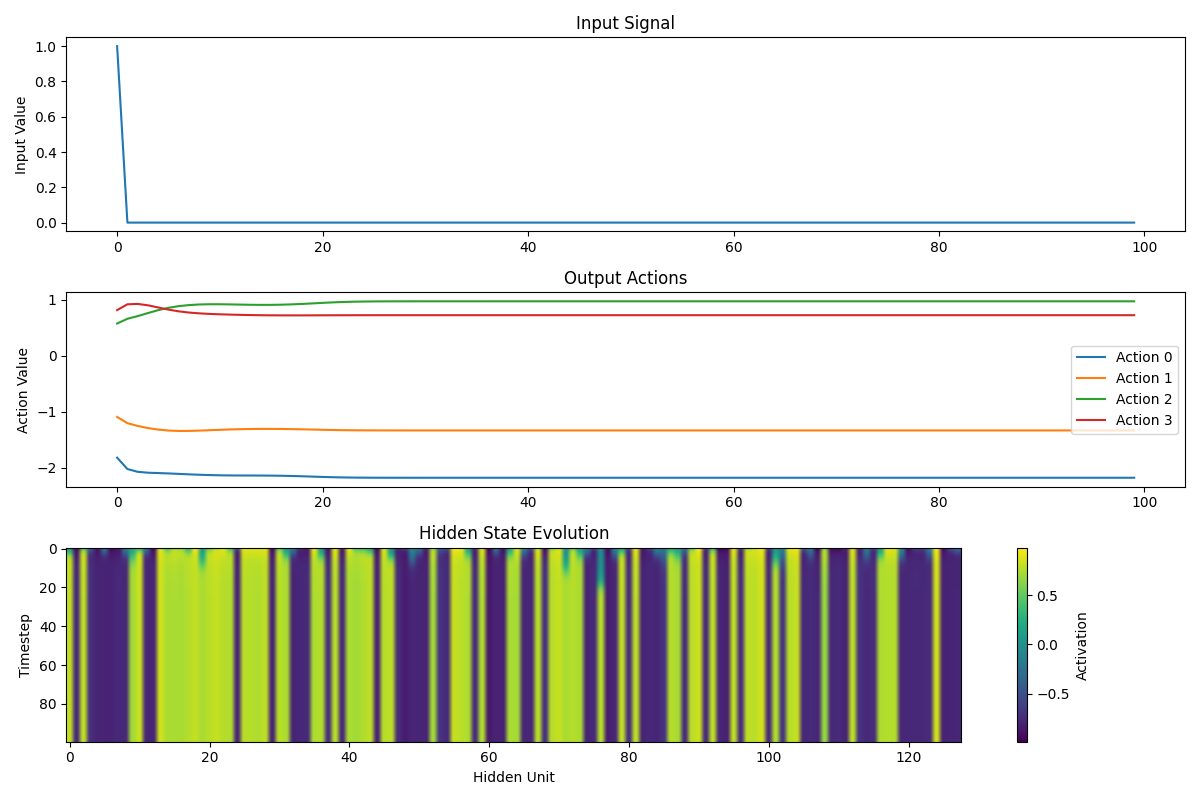 Input Signal
Input Value
1.0
0.8
0.6
0.4
0.2
0.0
0 20 40 60 80 100
Output Actions
Action Value
1
0
−1
−2
Action 0
Action 1
Action 2
Action 3
0 20 40 60 80 100
Hidden State Evolution
Timestep
0
20
40
60
80
0 20 40 60 80 100 120
Hidden Unit
0.5
0.0
−0.5
Activation